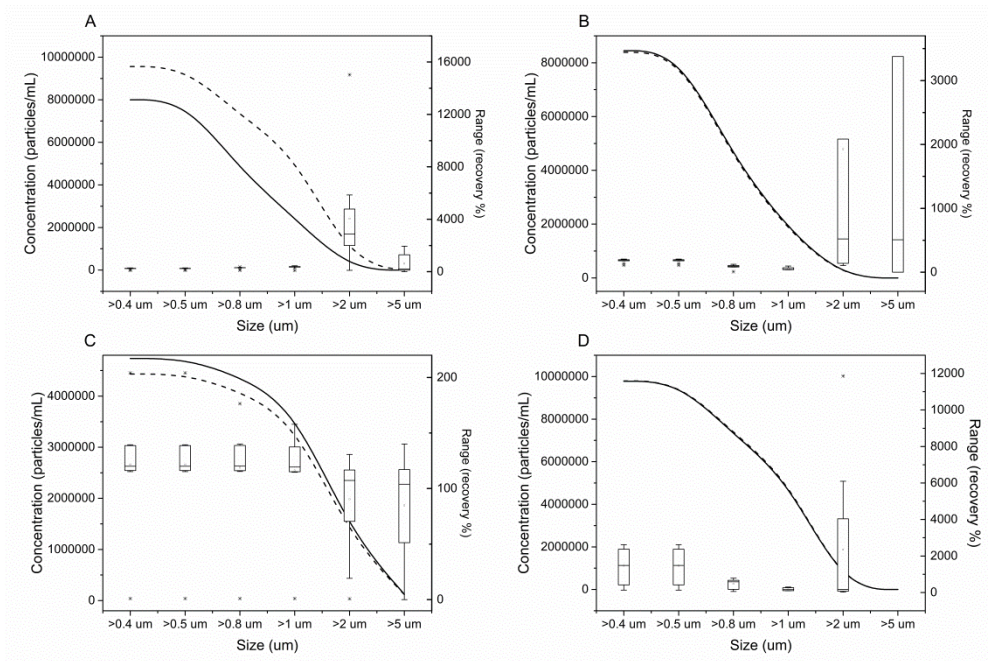 A
Concentration (particles/mL)
10000000
8000000
6000000
4000000
2000000
0
16000
12000
8000
4000
0
Range (recovery %)
>0.4 um >0.5 um >0.8 um >1 um >2 um >5 um
Size (um)
B
Concentration (particles/mL)
8000000
6000000
4000000
2000000
0
3000
2000
1000
0
Range (recovery %)
>0.4 um >0.5 um >0.8 um >1 um >2 um >5 um
Size (um)
C
Concentration (particles/mL)
4000000
3000000
2000000
1000000
0
200
100
0
Range (recovery %)
>0.4 um >0.5 um >0.8 um >1 um >2 um >5 um
Size (um)
D
Concentration (particles/mL)
10000000
8000000
6000000
4000000
2000000
0
12000
10000
8000
6000
4000
2000
0
Range (recovery %)
>0.4 um >0.5 um >0.8 um >1 um >2 um >5 um
Size (um)